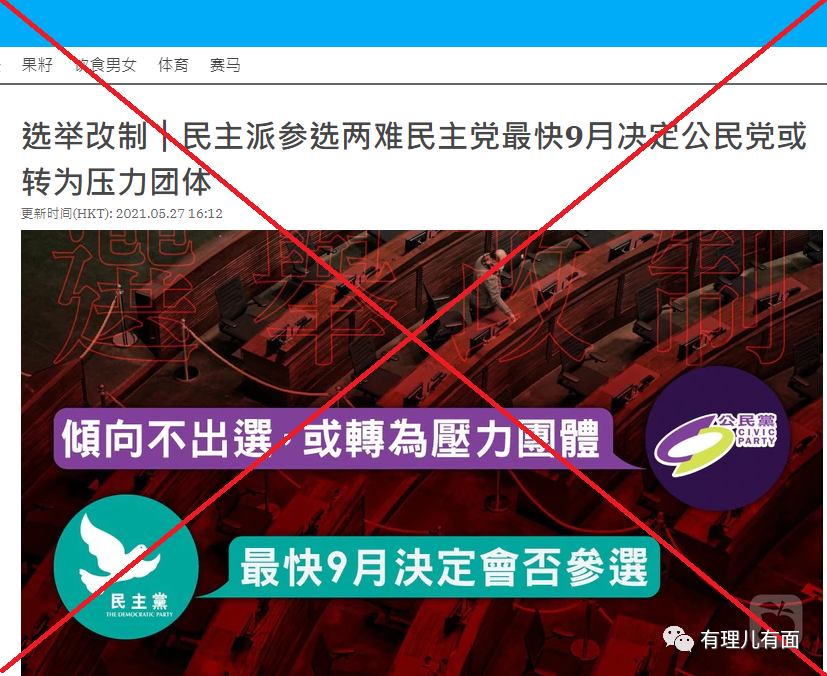 果籽 饮食男女 体育 赛马
选举改制｜民主派参选两难民主党最快9月决定公民党或
转为压力团体
更新时间(HKT): 2021.05.27 16:12
選舉改制
傾向不出選，或轉為壓力團體
公民黨
CIVIC
PARTY
最快9月決定會否參選
民主黨
THE DEMOCRATIC PARTY
有理儿有面